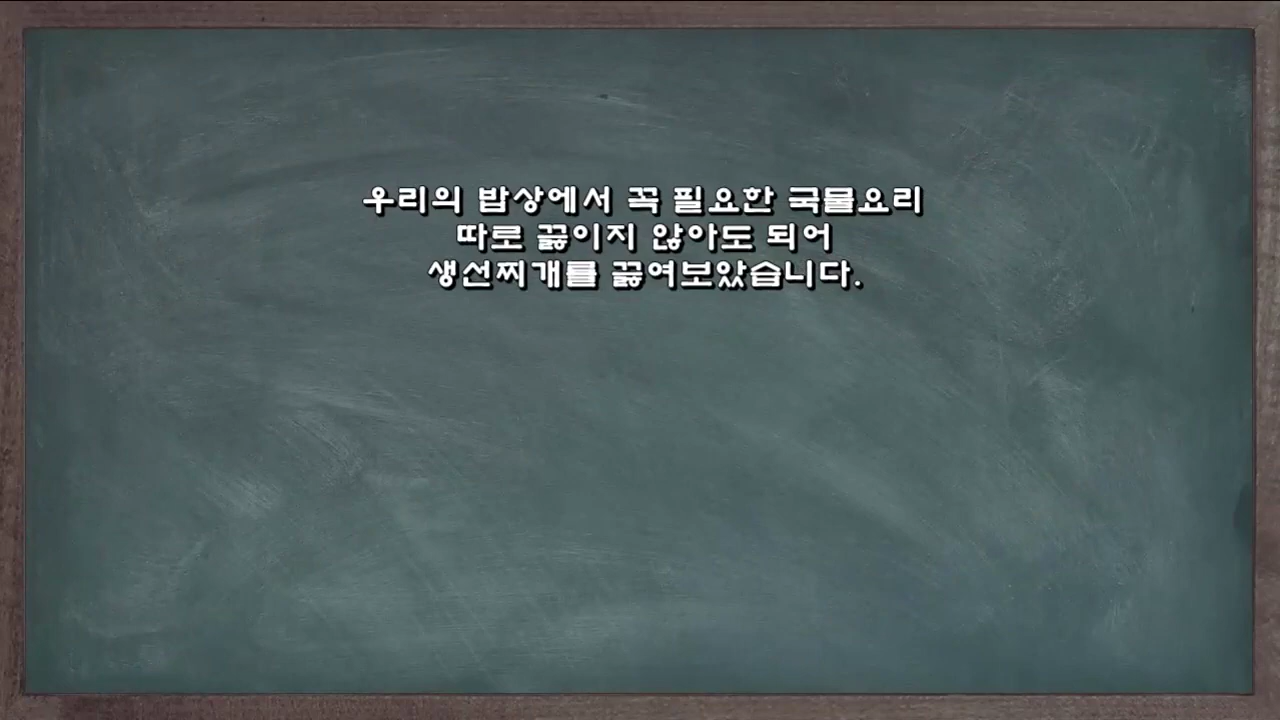 우리의 밥상에서 꼭 필요한 국물요리
따로 끓이지 않아도 되어
생선찌개를 끓여보았습니다.